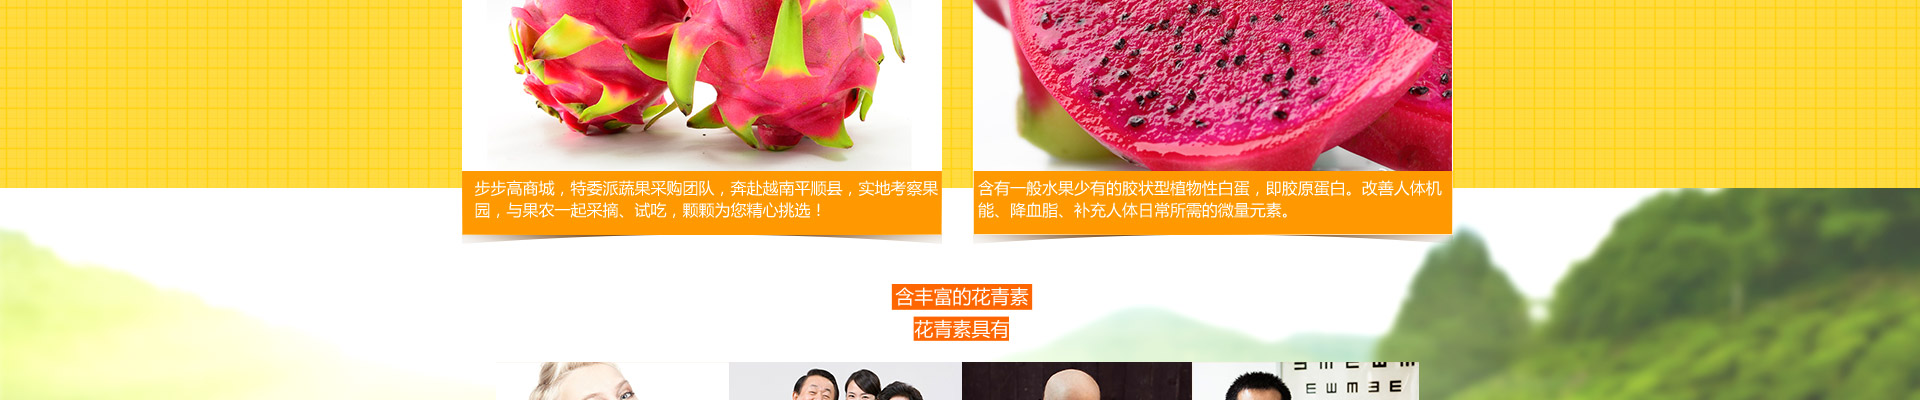 步步高商城，特委派蔬果采购团队，奔赴越南平顺县，实地考察果
园，与果农一起采摘、试吃，颗颗为您精心挑选！
含有一般水果少有的胶状型植物性白蛋，即胶原蛋白。改善人体机
能、降血脂、补充人体日常所需的微量元素。
含丰富的花青素
花青素具有
E W M E Ǝ